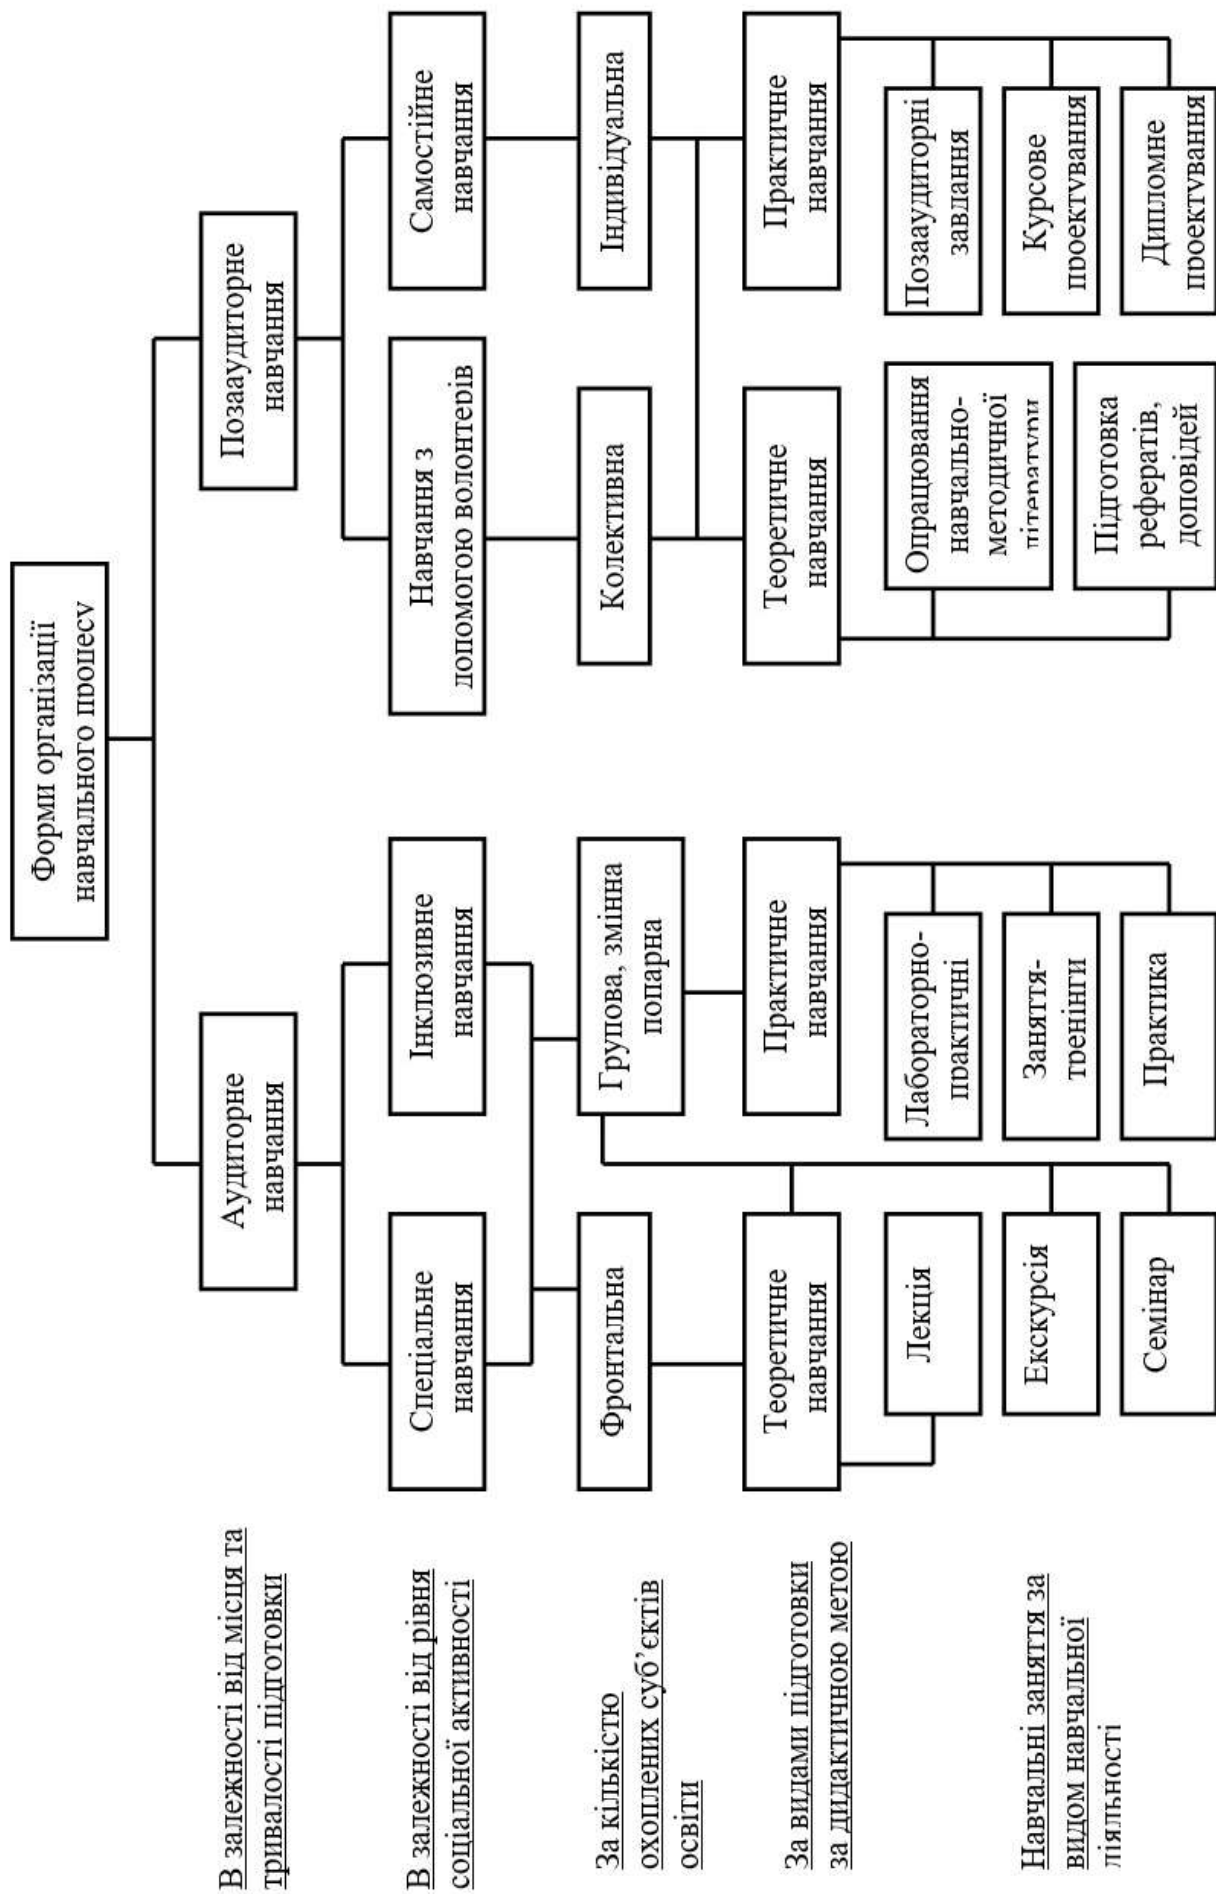 Форми організації
навчального процесу
В залежності від місця та
тривалості підготовки
Аудиторне
навчання
Позааудиторне
навчання
В залежності від рівня
соціальної активності
Спеціальне
навчання
Інклюзивне
навчання
Навчання з
допомогою волонтерів
Самостійне
навчання
За кількістю
охоплених суб’єктів
освіти
Фронтальна
Групова, змінна
попарна
Колективна
Індивідуальна
За видами підготовки
за дидактичною метою
Теоретичне
навчання
Практичне
навчання
Теоретичне
навчання
Практичне
навчання
Навчальні заняття за
видом навчальної
діяльності
Лекція
Екскурсія
Семінар
Лабораторно-
практичні
Заняття-
тренінги
Практика
Опрацювання
навчально-
методичної
літератури
Підготовка
рефератів,
доповідей
Позааудиторні
завдання
Курсове
проектування
Дипломне
проектування